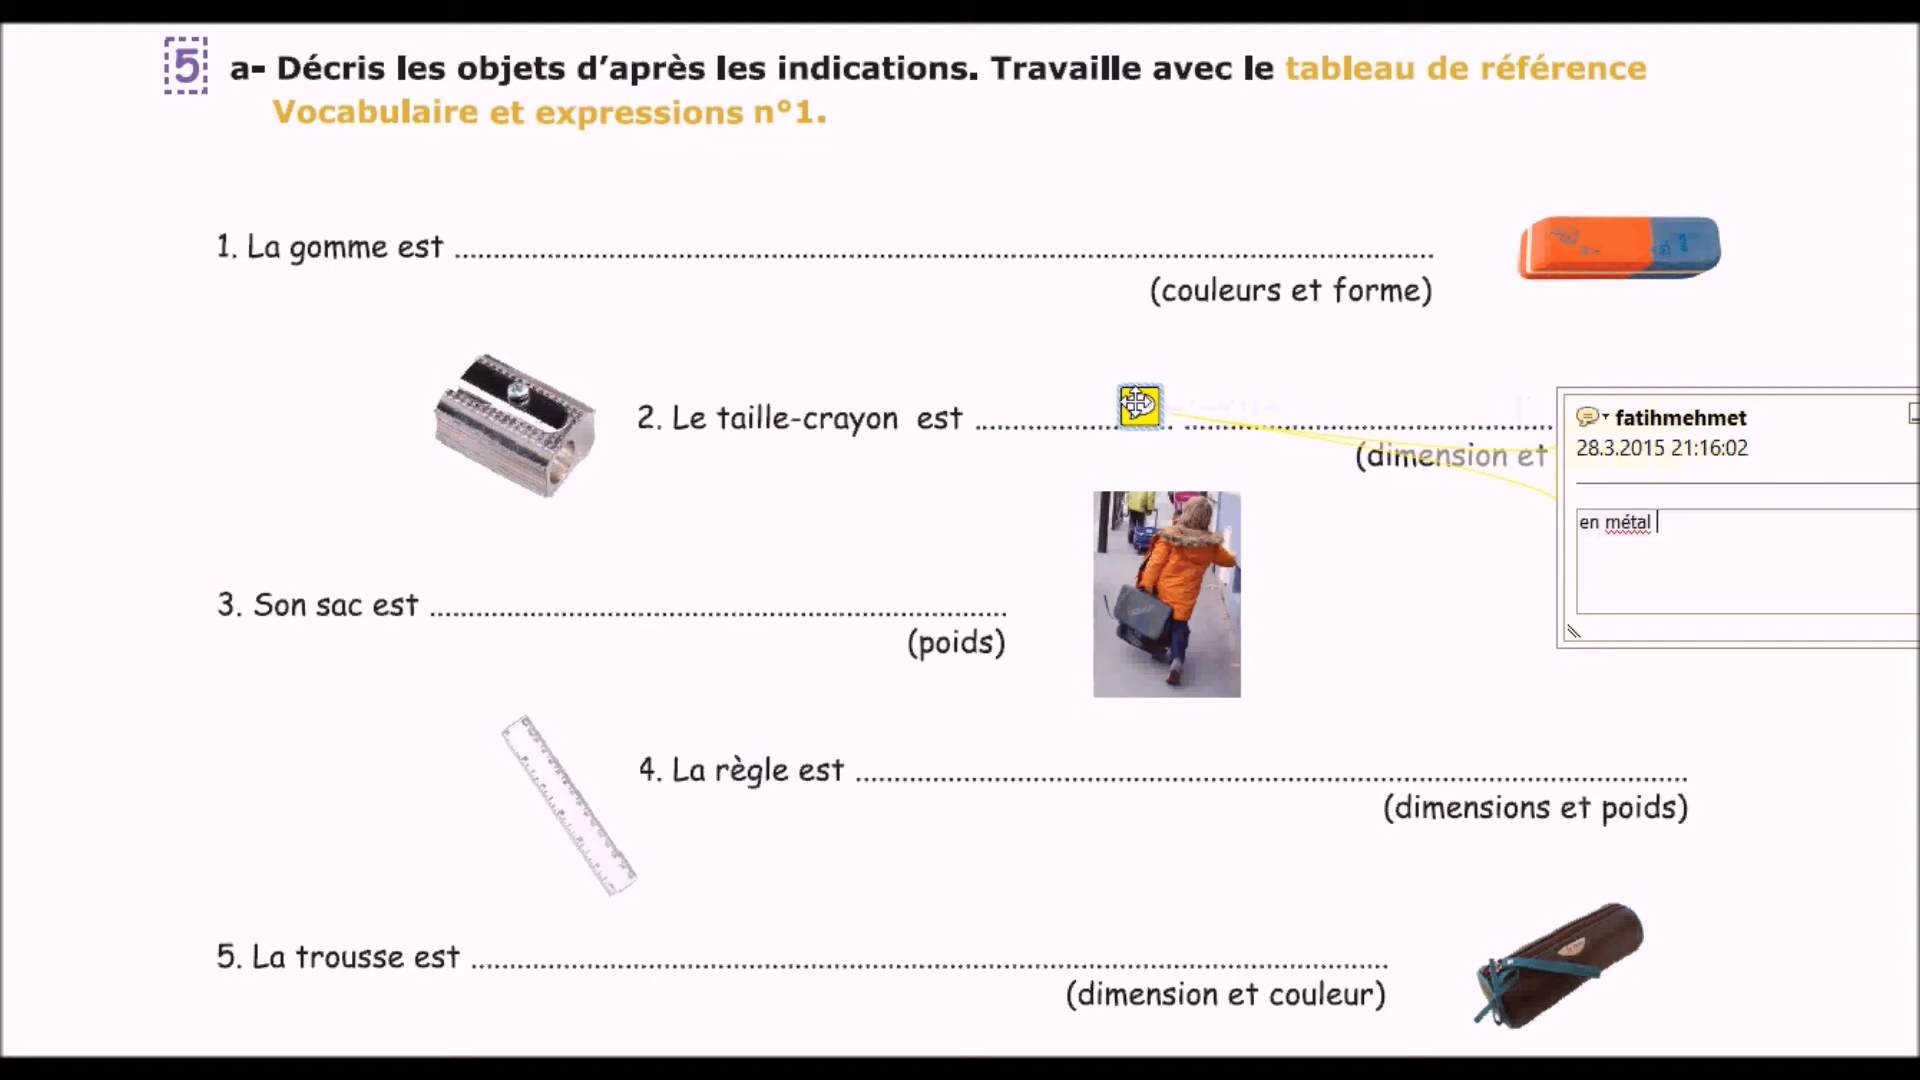 5 a- Décris les objets d’après les indications. Travaille avec le tableau de référence
Vocabulaire et expressions n°1.
1. La gomme est ........................................
(couleurs et forme)
2. Le taille-crayon est ........................................
(dimension et
fatihmehmet
28.3.2015 21:16:02
en métal
3. Son sac est ........................................
(poids)
4. La règle est ........................................
(dimensions et poids)
5. La trousse est ........................................
(dimension et couleur)